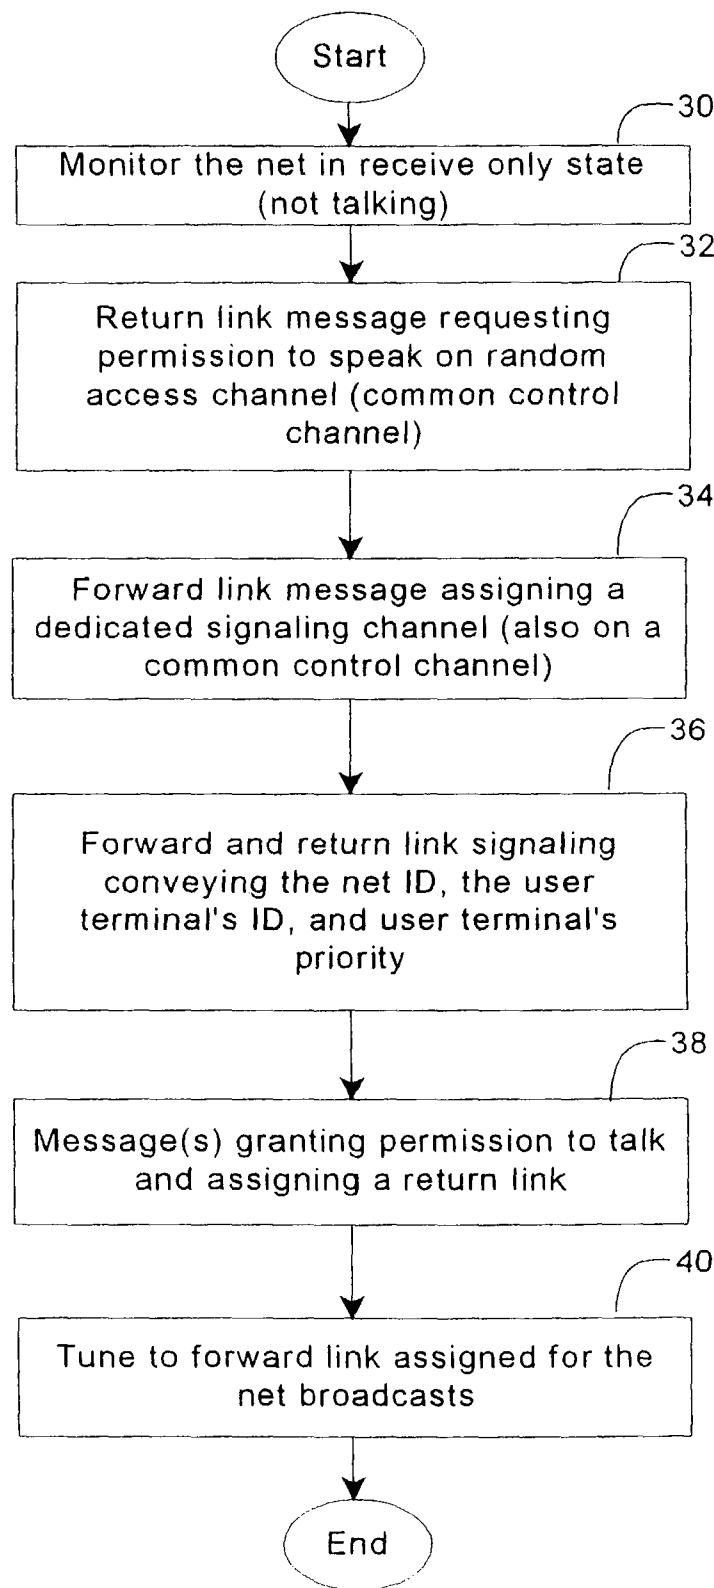 Start
30
Monitor the net in receive only state
(not talking)
32
Return link message requesting
permission to speak on random
access channel (common control
channel)
34
Forward link message assigning a
dedicated signaling channel (also on a
common control channel)
36
Forward and return link signaling
conveying the net ID, the user
terminal's ID, and user terminal's
priority
38
Message(s) granting permission to talk
and assigning a return link
40
Tune to forward link assigned for the
net broadcasts
End